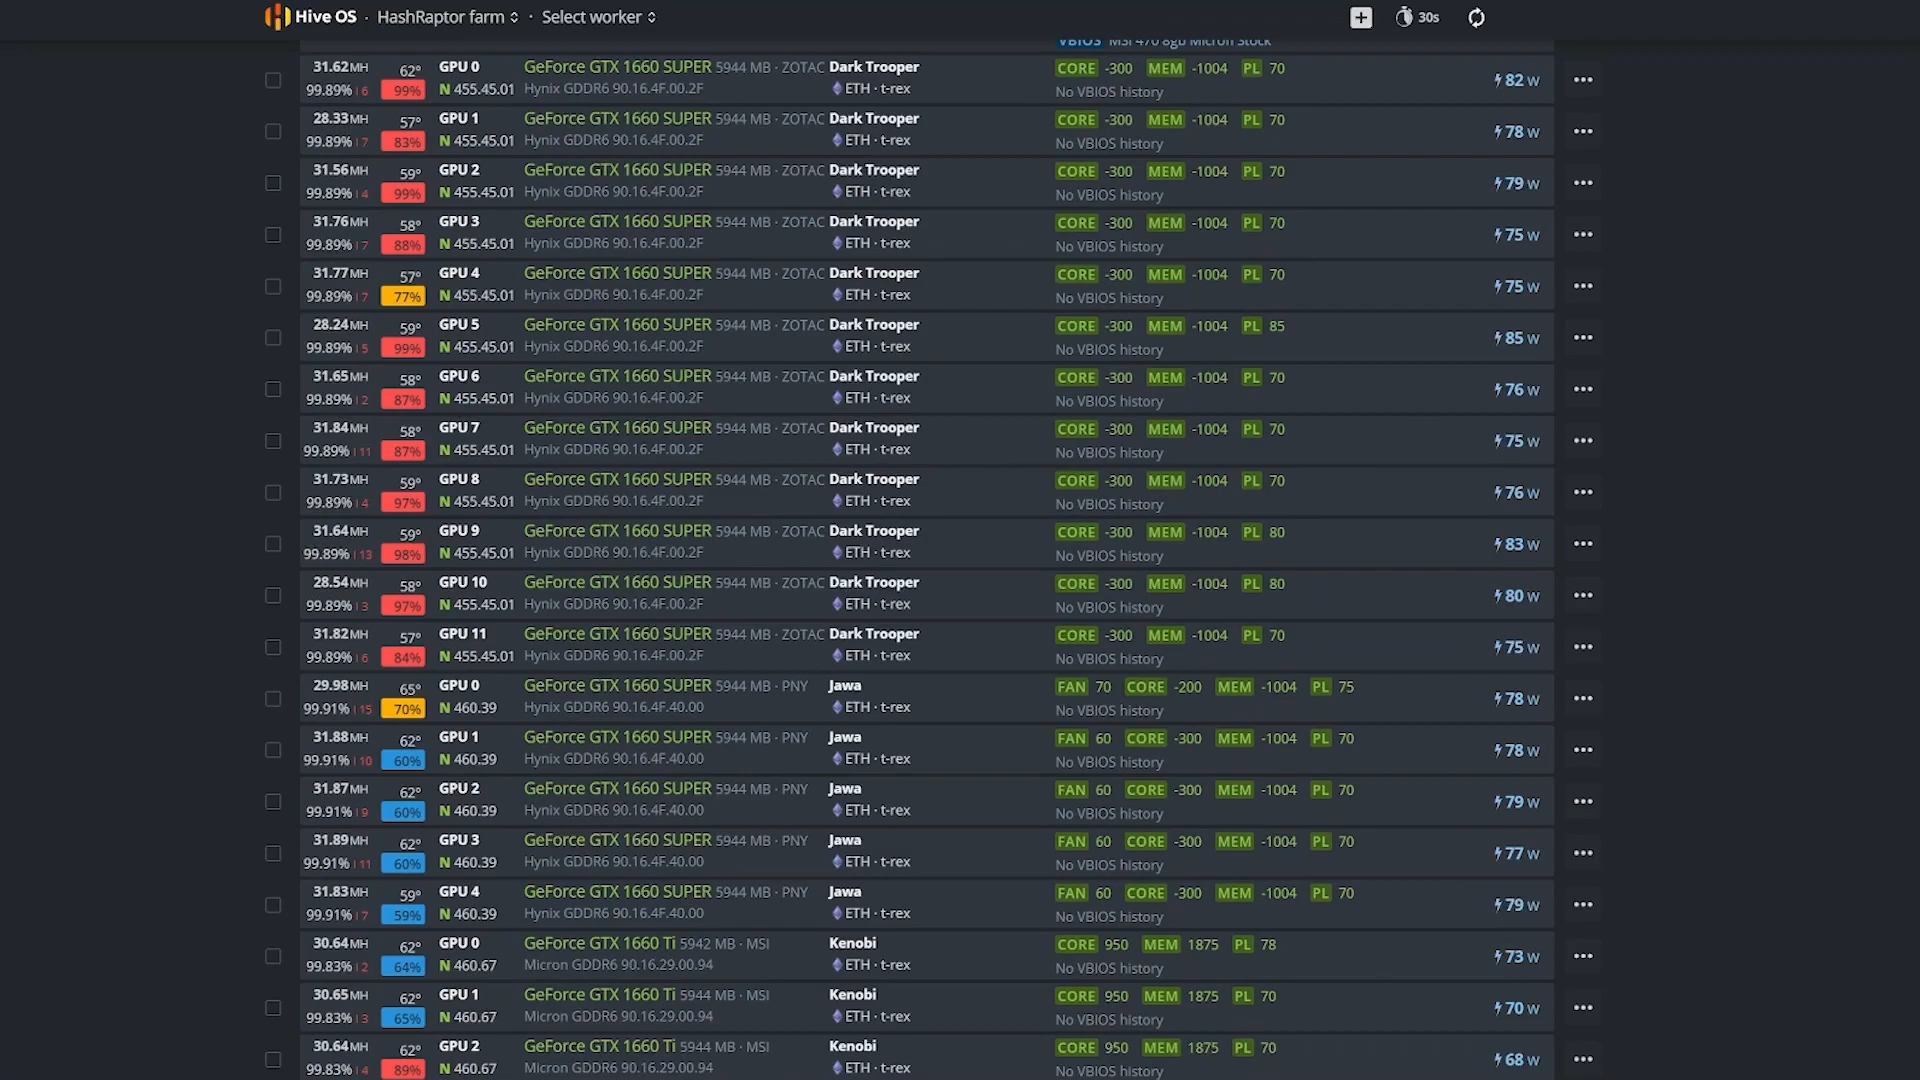 Hive OS · HashRaptor farm · Select worker 30s
VBIOS MSI 470 8gb Micron Stock
31.62 MH 62° GPU 0 GeForce GTX 1660 SUPER 5944 MB · ZOTAC Dark Trooper CORE -300 MEM -1004 PL 70 82 W
99.89% | 6 99% N 455.45.01 Hynix GDDR6 90.16.4F.00.2F ETH · t-rex No VBIOS history
28.33 MH 57° GPU 1 GeForce GTX 1660 SUPER 5944 MB · ZOTAC Dark Trooper CORE -300 MEM -1004 PL 70 78 W
99.89% | 7 83% N 455.45.01 Hynix GDDR6 90.16.4F.00.2F ETH · t-rex No VBIOS history
31.56 MH 59° GPU 2 GeForce GTX 1660 SUPER 5944 MB · ZOTAC Dark Trooper CORE -300 MEM -1004 PL 70 79 W
99.89% | 4 99% N 455.45.01 Hynix GDDR6 90.16.4F.00.2F ETH · t-rex No VBIOS history
31.76 MH 58° GPU 3 GeForce GTX 1660 SUPER 5944 MB · ZOTAC Dark Trooper CORE -300 MEM -1004 PL 70 75 W
99.89% | 7 88% N 455.45.01 Hynix GDDR6 90.16.4F.00.2F ETH · t-rex No VBIOS history
31.77 MH 57° GPU 4 GeForce GTX 1660 SUPER 5944 MB · ZOTAC Dark Trooper CORE -300 MEM -1004 PL 70 75 W
99.89% | 7 77% N 455.45.01 Hynix GDDR6 90.16.4F.00.2F ETH · t-rex No VBIOS history
28.24 MH 59° GPU 5 GeForce GTX 1660 SUPER 5944 MB · ZOTAC Dark Trooper CORE -300 MEM -1004 PL 85 85 W
99.89% | 5 99% N 455.45.01 Hynix GDDR6 90.16.4F.00.2F ETH · t-rex No VBIOS history
31.65 MH 58° GPU 6 GeForce GTX 1660 SUPER 5944 MB · ZOTAC Dark Trooper CORE -300 MEM -1004 PL 70 76 W
99.89% | 2 87% N 455.45.01 Hynix GDDR6 90.16.4F.00.2F ETH · t-rex No VBIOS history
31.84 MH 58° GPU 7 GeForce GTX 1660 SUPER 5944 MB · ZOTAC Dark Trooper CORE -300 MEM -1004 PL 70 75 W
99.89% | 11 87% N 455.45.01 Hynix GDDR6 90.16.4F.00.2F ETH · t-rex No VBIOS history
31.73 MH 59° GPU 8 GeForce GTX 1660 SUPER 5944 MB · ZOTAC Dark Trooper CORE -300 MEM -1004 PL 70 76 W
99.89% | 4 97% N 455.45.01 Hynix GDDR6 90.16.4F.00.2F ETH · t-rex No VBIOS history
31.64 MH 59° GPU 9 GeForce GTX 1660 SUPER 5944 MB · ZOTAC Dark Trooper CORE -300 MEM -1004 PL 80 83 W
99.89% | 13 98% N 455.45.01 Hynix GDDR6 90.16.4F.00.2F ETH · t-rex No VBIOS history
28.54 MH 58° GPU 10 GeForce GTX 1660 SUPER 5944 MB · ZOTAC Dark Trooper CORE -300 MEM -1004 PL 80 80 W
99.89% | 3 97% N 455.45.01 Hynix GDDR6 90.16.4F.00.2F ETH · t-rex No VBIOS history
31.82 MH 57° GPU 11 GeForce GTX 1660 SUPER 5944 MB · ZOTAC Dark Trooper CORE -300 MEM -1004 PL 70 75 W
99.89% | 6 84% N 455.45.01 Hynix GDDR6 90.16.4F.00.2F ETH · t-rex No VBIOS history
29.98 MH 65° GPU 0 GeForce GTX 1660 SUPER 5944 MB · PNY Jawa FAN 70 CORE -200 MEM -1004 PL 75 78 W
99.91% | 15 70% N 460.39 Hynix GDDR6 90.16.4F.40.00 ETH · t-rex No VBIOS history
31.88 MH 62° GPU 1 GeForce GTX 1660 SUPER 5944 MB · PNY Jawa FAN 60 CORE -300 MEM -1004 PL 70 78 W
99.91% | 10 60% N 460.39 Hynix GDDR6 90.16.4F.40.00 ETH · t-rex No VBIOS history
31.87 MH 62° GPU 2 GeForce GTX 1660 SUPER 5944 MB · PNY Jawa FAN 60 CORE -300 MEM -1004 PL 70 79 W
99.91% | 9 60% N 460.39 Hynix GDDR6 90.16.4F.40.00 ETH · t-rex No VBIOS history
31.89 MH 62° GPU 3 GeForce GTX 1660 SUPER 5944 MB · PNY Jawa FAN 60 CORE -300 MEM -1004 PL 70 77 W
99.91% | 11 60% N 460.39 Hynix GDDR6 90.16.4F.40.00 ETH · t-rex No VBIOS history
31.83 MH 59° GPU 4 GeForce GTX 1660 SUPER 5944 MB · PNY Jawa FAN 60 CORE -300 MEM -1004 PL 70 79 W
99.91% | 7 59% N 460.39 Hynix GDDR6 90.16.4F.40.00 ETH · t-rex No VBIOS history
30.64 MH 62° GPU 0 GeForce GTX 1660 Ti 5942 MB · MSI Kenobi CORE 950 MEM 1875 PL 78 73 W
99.83% | 2 64% N 460.67 Micron GDDR6 90.16.29.00.94 ETH · t-rex No VBIOS history
30.65 MH 62° GPU 1 GeForce GTX 1660 Ti 5944 MB · MSI Kenobi CORE 950 MEM 1875 PL 70 70 W
99.83% | 3 65% N 460.67 Micron GDDR6 90.16.29.00.94 ETH · t-rex No VBIOS history
30.64 MH 62° GPU 2 GeForce GTX 1660 Ti 5944 MB · MSI Kenobi CORE 950 MEM 1875 PL 70 68 W
99.83% | 4 89% N 460.67 Micron GDDR6 90.16.29.00.94 ETH · t-rex No VBIOS history